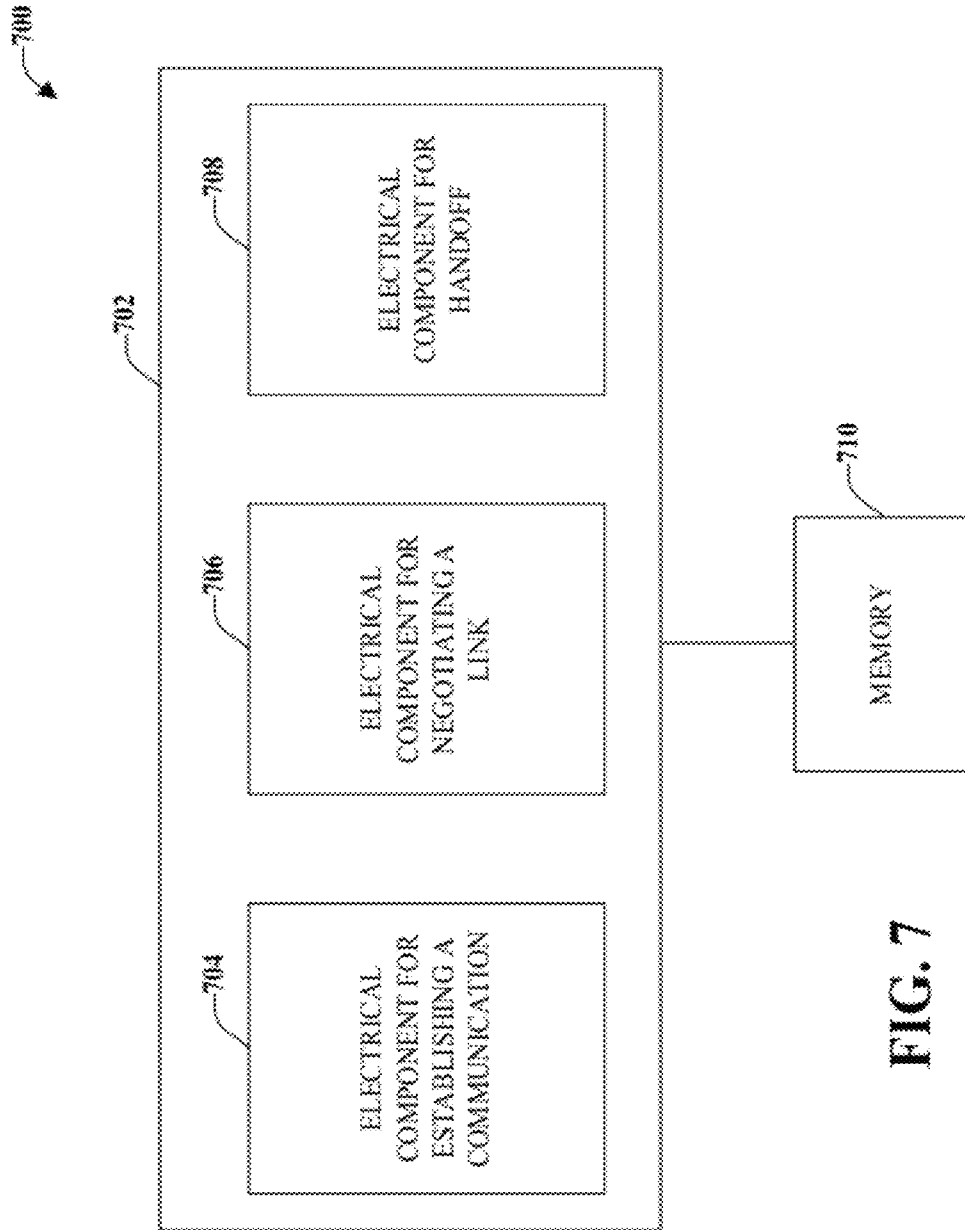 700
702
704
ELECTRICAL
COMPONENT FOR
ESTABLISHING A
COMMUNICATION
706
ELECTRICAL
COMPONENT FOR
NEGOTIATING A
LINK
708
ELECTRICAL
COMPONENT FOR
HANDOFF
710
MEMORY
FIG. 7